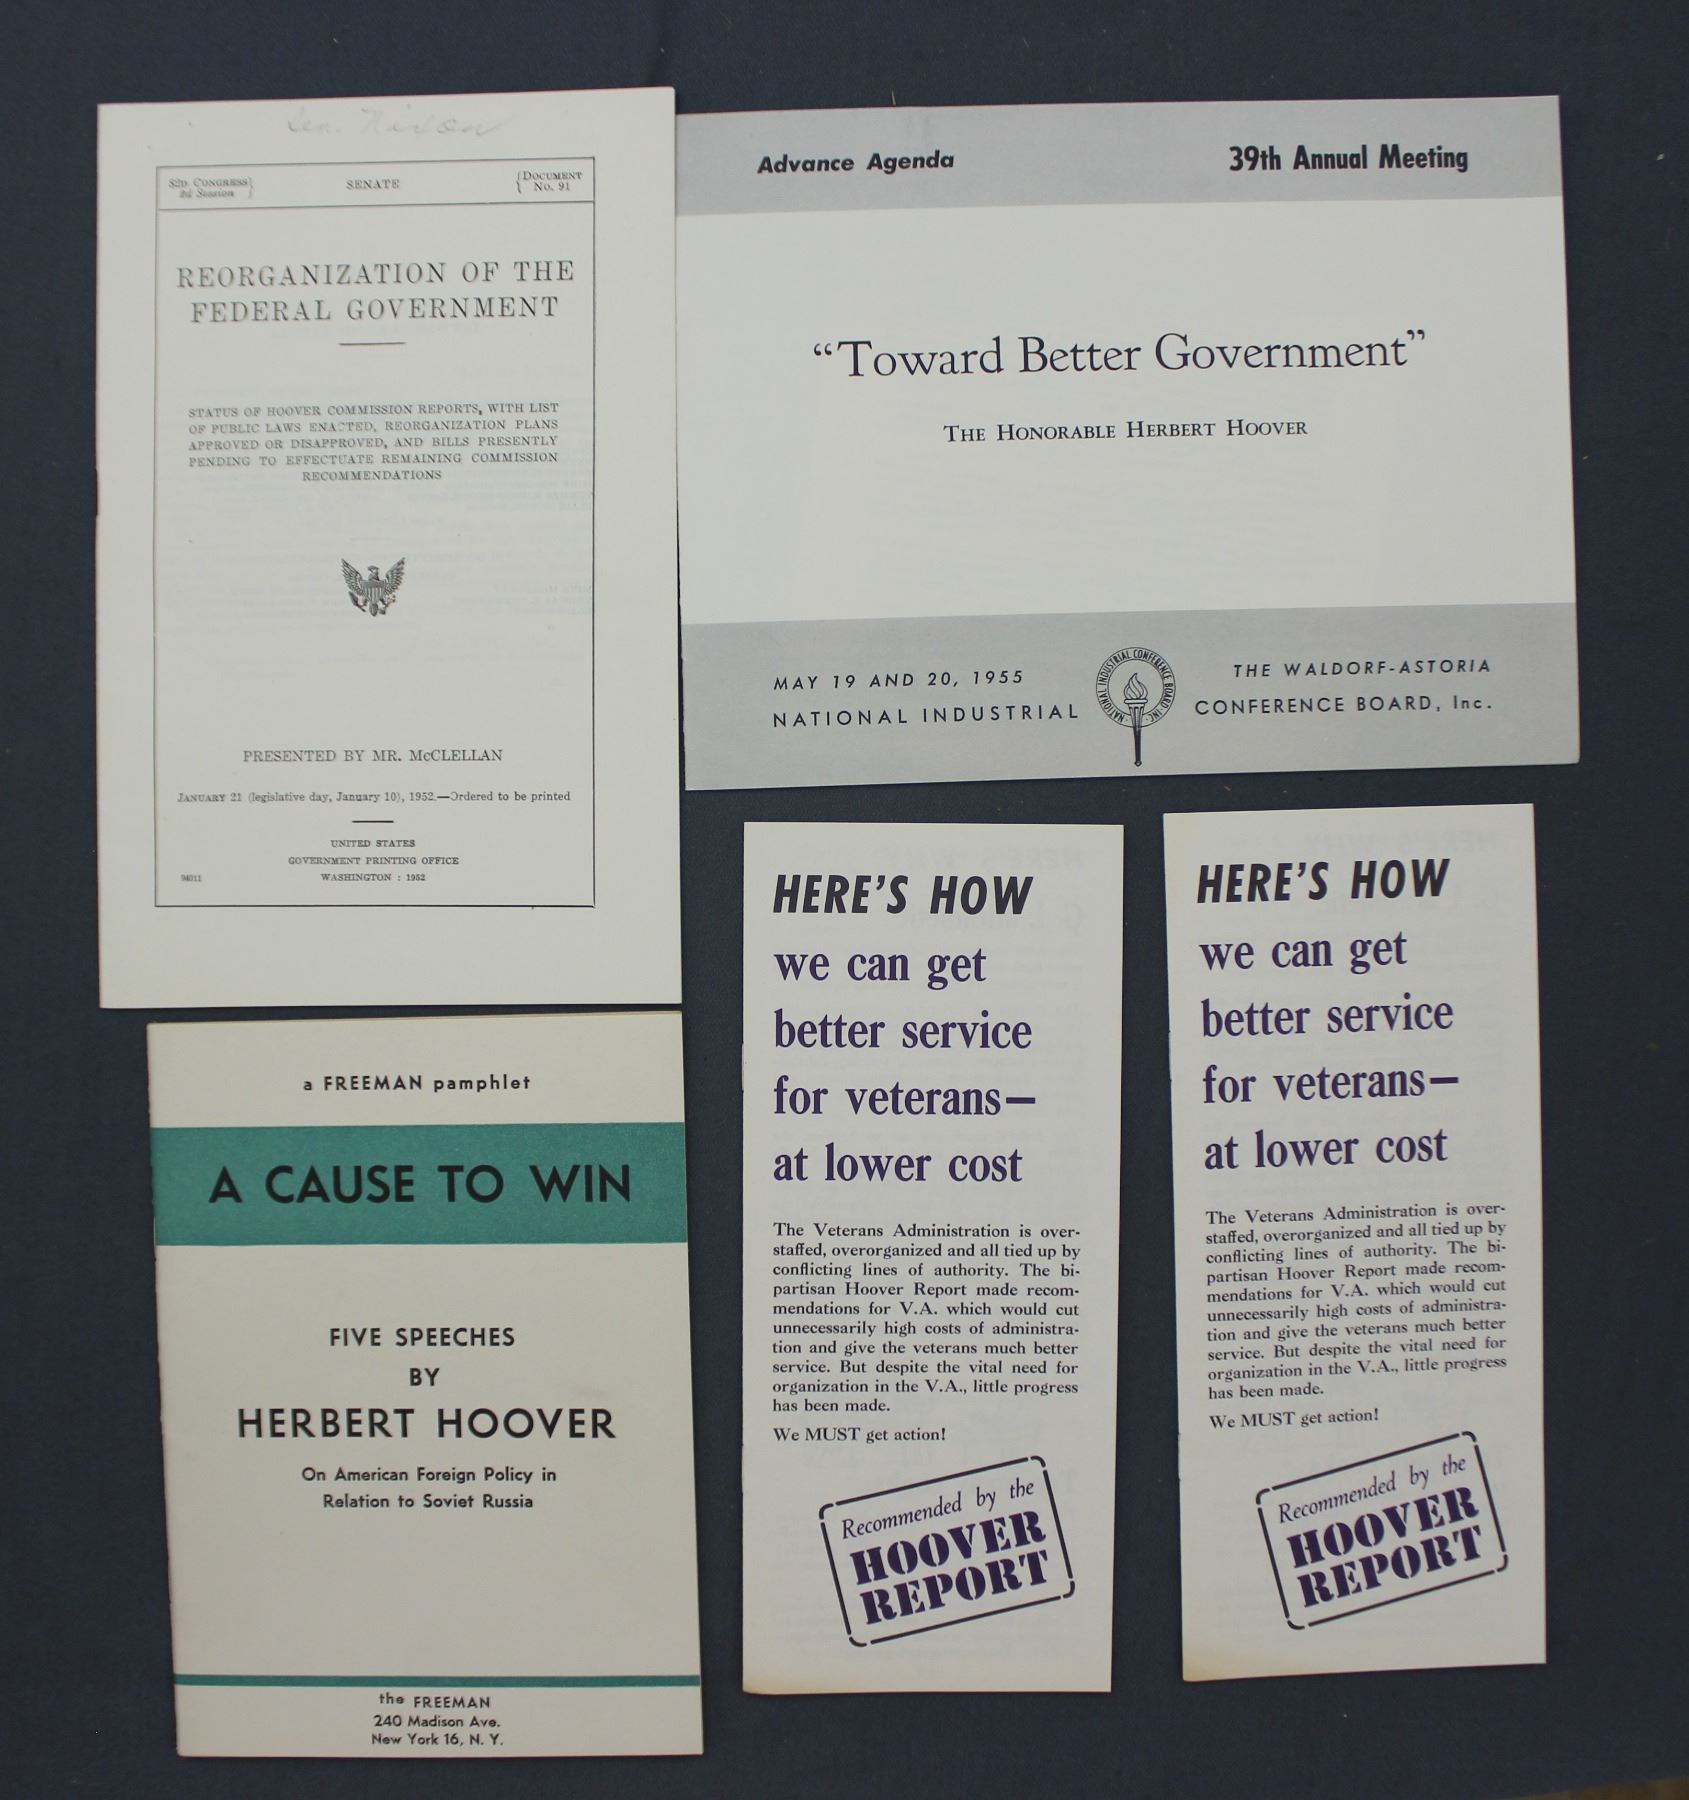 Sen. Nixon
82D CONGRESS
2d Session
SENATE
DOCUMENT
No. 91
REORGANIZATION OF THE
FEDERAL GOVERNMENT
STATUS OF HOOVER COMMISSION REPORTS, WITH LIST
OF PUBLIC LAWS ENACTED, REORGANIZATION PLANS
APPROVED OR DISAPPROVED, AND BILLS PRESENTLY
PENDING TO EFFECTUATE REMAINING COMMISSION
RECOMMENDATIONS
PRESENTED BY MR. McCLELLAN
JANUARY 21 (legislative day, January 10), 1952.—Ordered to be printed
UNITED STATES
GOVERNMENT PRINTING OFFICE
94011 WASHINGTON : 1952
Advance Agenda 39th Annual Meeting
“Toward Better Government”
THE HONORABLE HERBERT HOOVER
MAY 19 AND 20, 1955 THE WALDORF-ASTORIA
NATIONAL INDUSTRIAL CONFERENCE BOARD, Inc.
NATIONAL INDUSTRIAL CONFERENCE BOARD, INC.
a FREEMAN pamphlet
A CAUSE TO WIN
FIVE SPEECHES
BY
HERBERT HOOVER
On American Foreign Policy in
Relation to Soviet Russia
the FREEMAN
240 Madison Ave.
New York 16, N. Y.
HERE’S HOW
we can get
better service
for veterans—
at lower cost
The Veterans Administration is over-
staffed, overorganized and all tied up by
conflicting lines of authority. The bi-
partisan Hoover Report made recom-
mendations for V.A. which would cut
unnecessarily high costs of administra-
tion and give the veterans much better
service. But despite the vital need for
organization in the V.A., little progress
has been made.
We MUST get action!
Recommended by the
HOOVER
REPORT
HERE’S HOW
we can get
better service
for veterans—
at lower cost
The Veterans Administration is over-
staffed, overorganized and all tied up by
conflicting lines of authority. The bi-
partisan Hoover Report made recom-
mendations for V.A. which would cut
unnecessarily high costs of administra-
tion and give the veterans much better
service. But despite the vital need for
organization in the V.A., little progress
has been made.
We MUST get action!
Recommended by the
HOOVER
REPORT